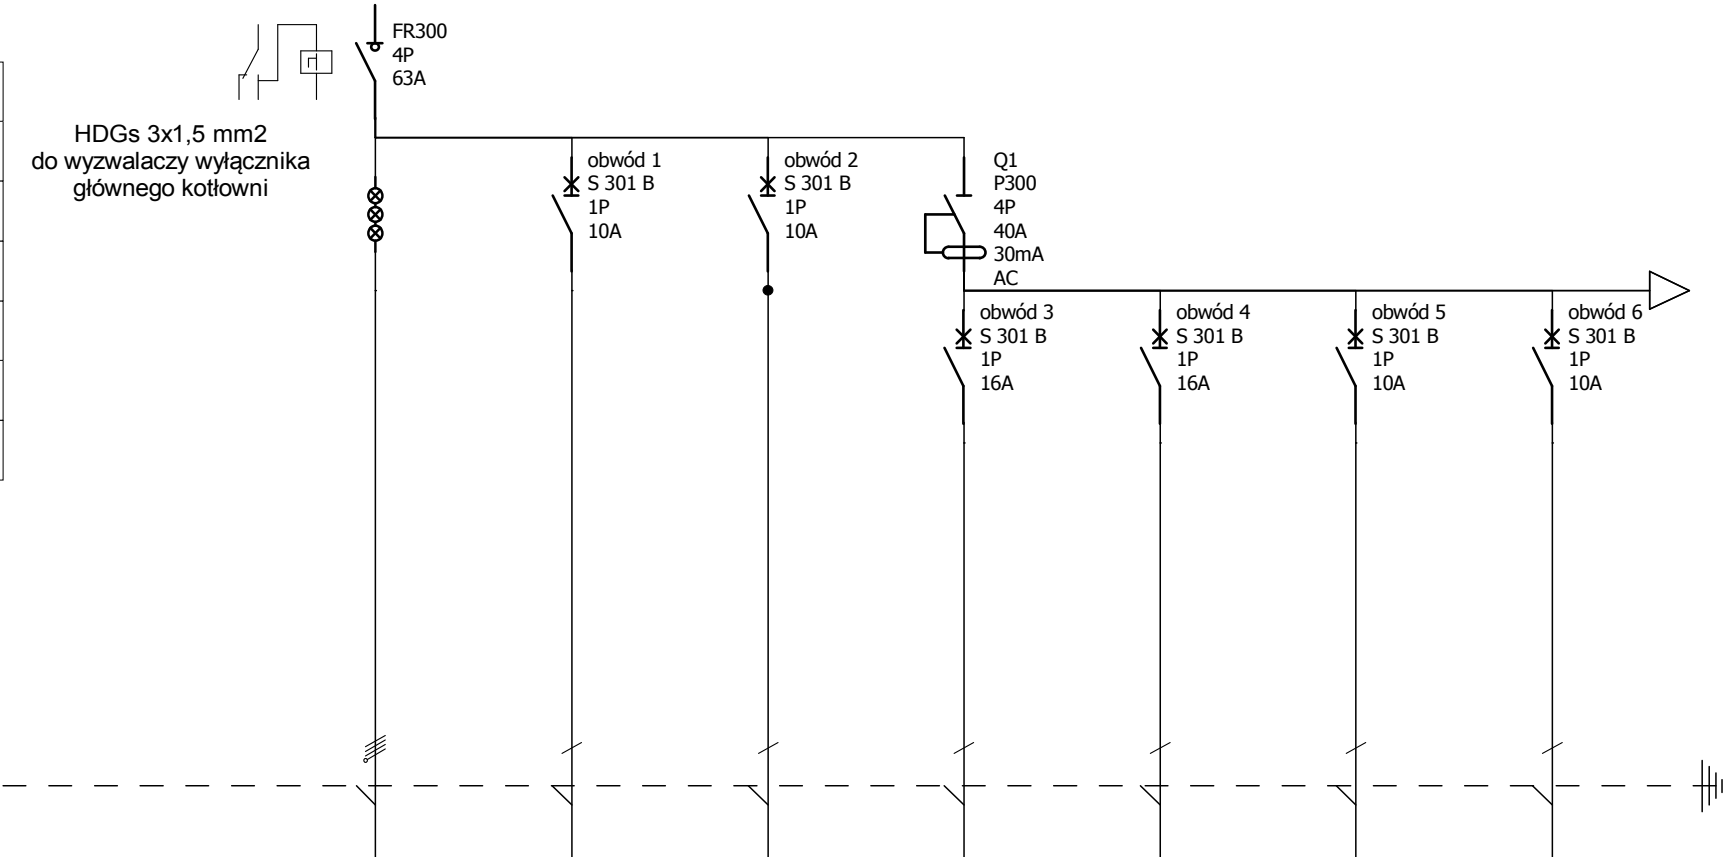 FR300
4P
63A
HDGs 3x1,5 mm2
do wyzwalaczy wyłącznika
głównego kotłowni
obwód 1
S 301 B
1P
10A
obwód 2
S 301 B
1P
10A
Q1
P300
4P
40A
30mA
AC
obwód 3
S 301 B
1P
16A
obwód 4
S 301 B
1P
16A
obwód 5
S 301 B
1P
10A
obwód 6
S 301 B
1P
10A